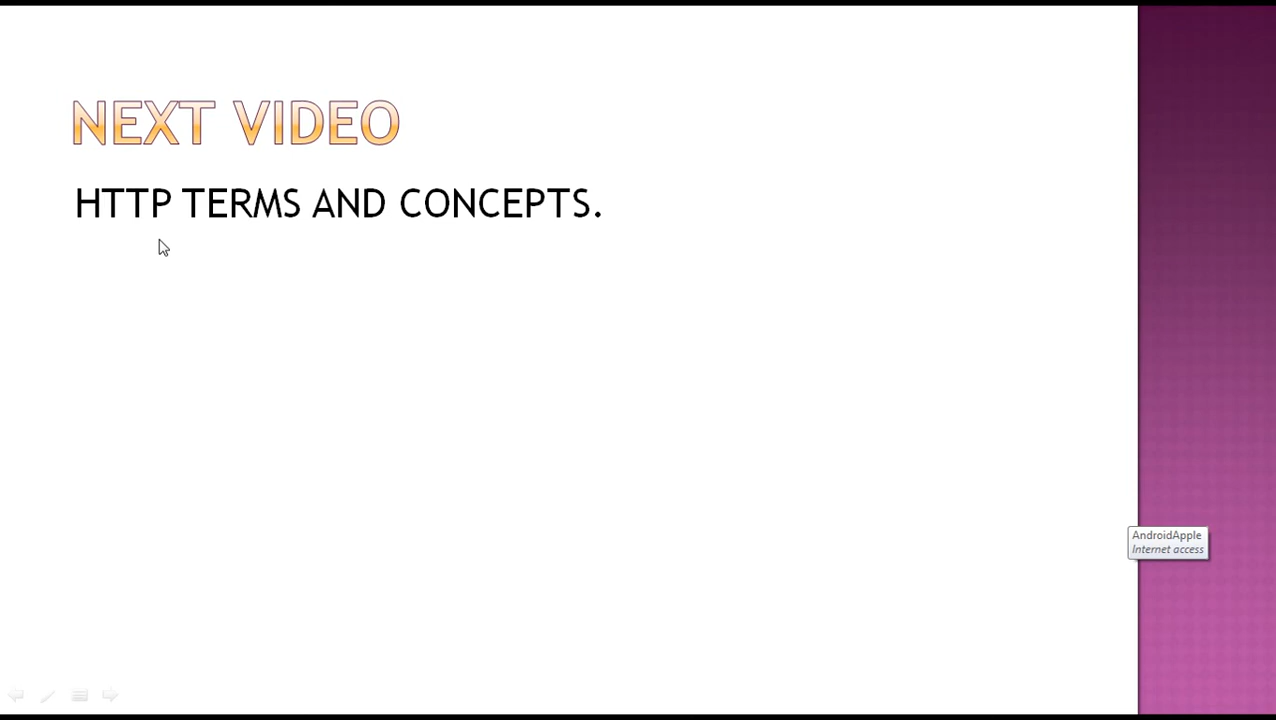 NEXT VIDEO
HTTP TERMS AND CONCEPTS.
AndroidApple
Internet access